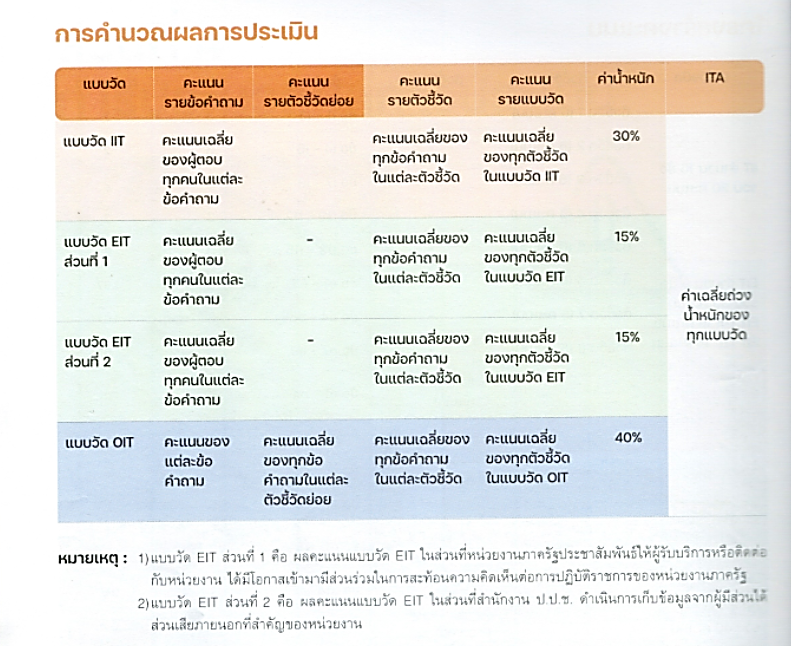 การคำนวณผลการประเมิน
แบบวัด
คะแนน
รายข้อคำถาม
คะแนน
รายตัวชี้วัดย่อย
คะแนน
รายตัวชี้วัด
คะแนน
รายแบบวัด
ค่าน้ำหนัก
ITA
แบบวัด IIT
คะแนนเฉลี่ย
ของผู้ตอบ
ทุกคนในแต่ละ
ข้อคำถาม
คะแนนเฉลี่ยของ
ทุกข้อคำถาม
ในแต่ละตัวชี้วัด
คะแนนเฉลี่ย
ของทุกตัวชี้วัด
ในแบบวัด IIT
30%
แบบวัด EIT
ส่วนที่ 1
คะแนนเฉลี่ย
ของผู้ตอบ
ทุกคนในแต่ละ
ข้อคำถาม
-
คะแนนเฉลี่ยของ
ทุกข้อคำถาม
ในแต่ละตัวชี้วัด
คะแนนเฉลี่ย
ของทุกตัวชี้วัด
ในแบบวัด EIT
15%
แบบวัด EIT
ส่วนที่ 2
คะแนนเฉลี่ย
ของผู้ตอบ
ทุกคนในแต่ละ
ข้อคำถาม
-
คะแนนเฉลี่ยของ
ทุกข้อคำถาม
ในแต่ละตัวชี้วัด
คะแนนเฉลี่ย
ของทุกตัวชี้วัด
ในแบบวัด EIT
15%
แบบวัด OIT
คะแนนของ
แต่ละข้อ
คำถาม
คะแนนเฉลี่ย
ของทุกข้อ
คำถามในแต่ละ
ตัวชี้วัดย่อย
คะแนนเฉลี่ยของ
ทุกข้อคำถาม
ในแต่ละตัวชี้วัด
คะแนนเฉลี่ย
ของทุกตัวชี้วัด
ในแบบวัด OIT
40%
ค่าเฉลี่ยถ่วง
น้ำหนักของ
ทุกแบบวัด
หมายเหตุ : 1)แบบวัด EIT ส่วนที่ 1 คือ ผลคะแนนแบบวัด EIT ในส่วนที่หน่วยงานภาครัฐประชาสัมพันธ์ให้ผู้รับบริการหรือติดต่อ
กับหน่วยงาน ได้มีโอกาสเข้ามามีส่วนร่วมในการสะท้อนความคิดเห็นต่อการปฏิบัติราชการของหน่วยงานภาครัฐ
2)แบบวัด EIT ส่วนที่ 2 คือ ผลคะแนนแบบวัด EIT ในส่วนที่สำนักงาน ป.ป.ช. ดำเนินการเก็บข้อมูลจากผู้มีส่วนได้
ส่วนเสียภายนอกที่สำคัญของหน่วยงาน